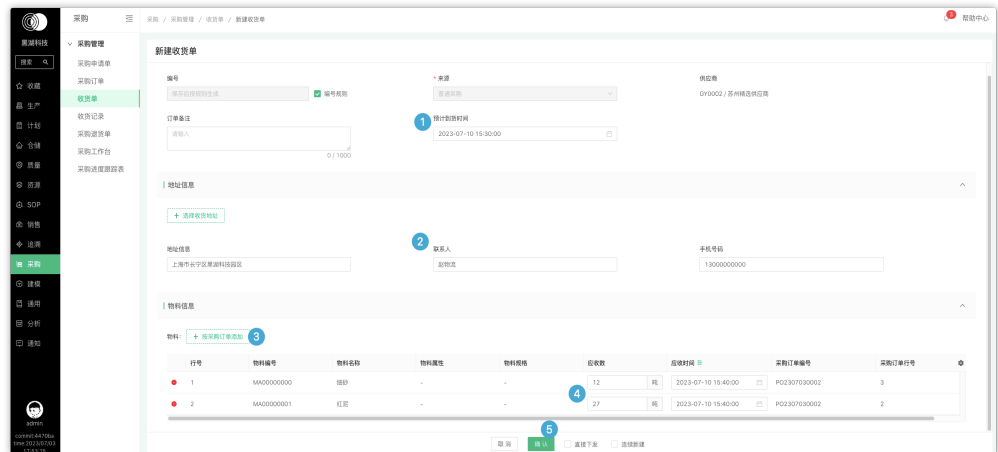 黑湖科技
搜索
收藏
生产
计划
仓储
质量
资源
SOP
销售
追溯
采购
建模
通用
分析
通知
admin
commit:4470ba
time:2023/07/03
17:53:25
采购
采购管理
采购申请单
采购订单
收货单
收货记录
采购退货单
采购工作台
采购进度跟踪表
采购 / 采购管理 / 收货单 / 新建收货单
2 帮助中心
新建收货单
编号
保存后按规则生成
编号规则
* 来源
普通采购
供应商
GY0002 / 苏州精选供应商
订单备注
请输入
0 / 1000
1 预计到货时间
2023-07-10 15:30:00
地址信息
+ 选择收货地址
地址信息
上海市长宁区黑湖科技园区
2 联系人
赵物流
手机号码
13000000000
物料信息
物料: + 按采购订单添加 3
行号 物料编号 物料名称 物料属性 物料规格 应收数 应收时间 采购订单编号 采购订单行号
1 MA00000000 细砂 - - 12 吨 2023-07-10 15:40:00 PO2307030002 3
4
2 MA00000001 红泥 - - 27 吨 2023-07-10 15:40:00 PO2307030002 2
5
取消 确认 直接下发 连续新建